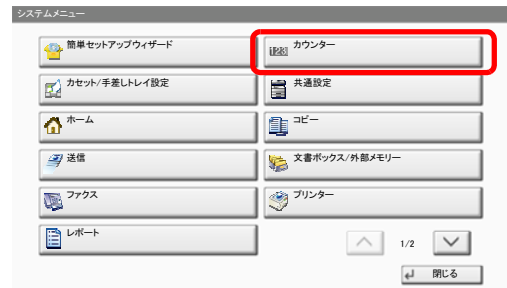 システムメニュー
簡単セットアップウィザード
123 カウンター
カセット/手差しトレイ設定
共通設定
ホーム
コピー
送信
文書ボックス/外部メモリー
ファクス
プリンター
レポート
1/2
閉じる